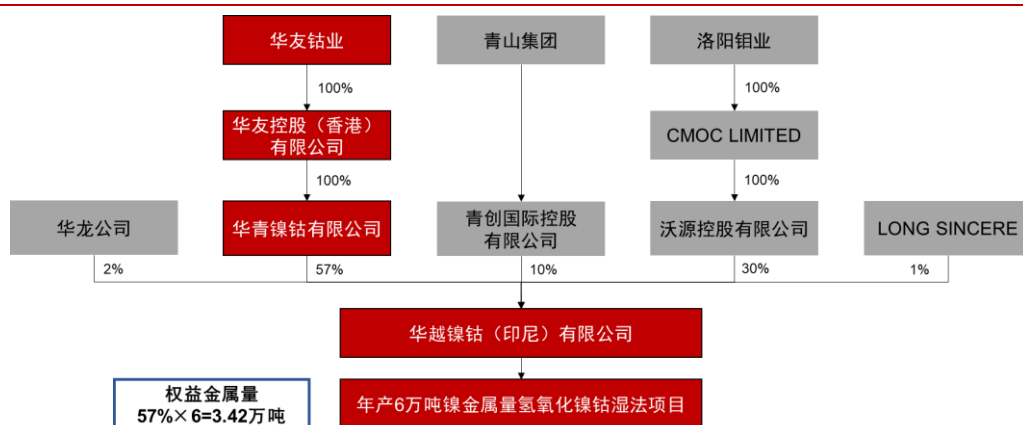 华友钴业
青山集团
洛阳钼业
100%
100%
华友控股（香港）
有限公司
CMOC LIMITED
100%
100%
华龙公司
华青镍钴有限公司
青创国际控股
有限公司
沃源控股有限公司
LONG SINCERE
2%
57%
10%
30%
1%
华越镍钴（印尼）有限公司
权益金属量
57%×6=3.42万吨
年产6万吨镍金属量氢氧化镍钴湿法项目